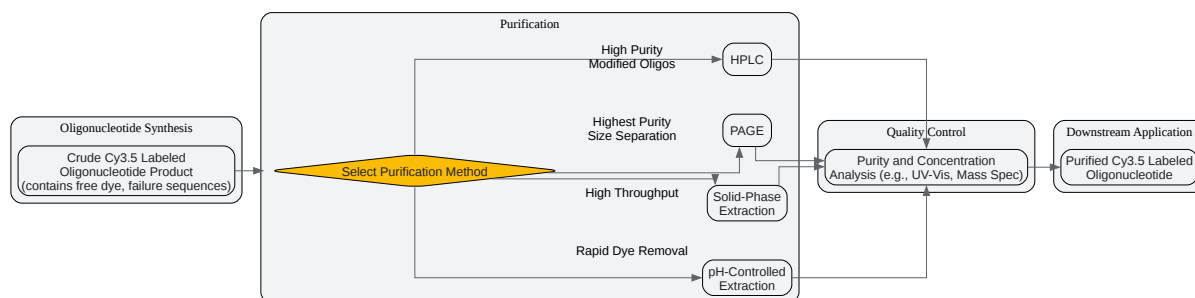 Purification
High Purity
Modified Oligos
HPLC
Oligonucleotide Synthesis
Crude Cy3.5 Labeled
Oligonucleotide Product
(contains free dye, failure sequences)
Select Purification Method
Highest Purity
Size Separation
PAGE
High Throughput
Solid-Phase
Extraction
Rapid Dye Removal
pH-Controlled
Extraction
Quality Control
Purity and Concentration
Analysis (e.g., UV-Vis, Mass Spec)
Downstream Application
Purified Cy3.5 Labeled
Oligonucleotide